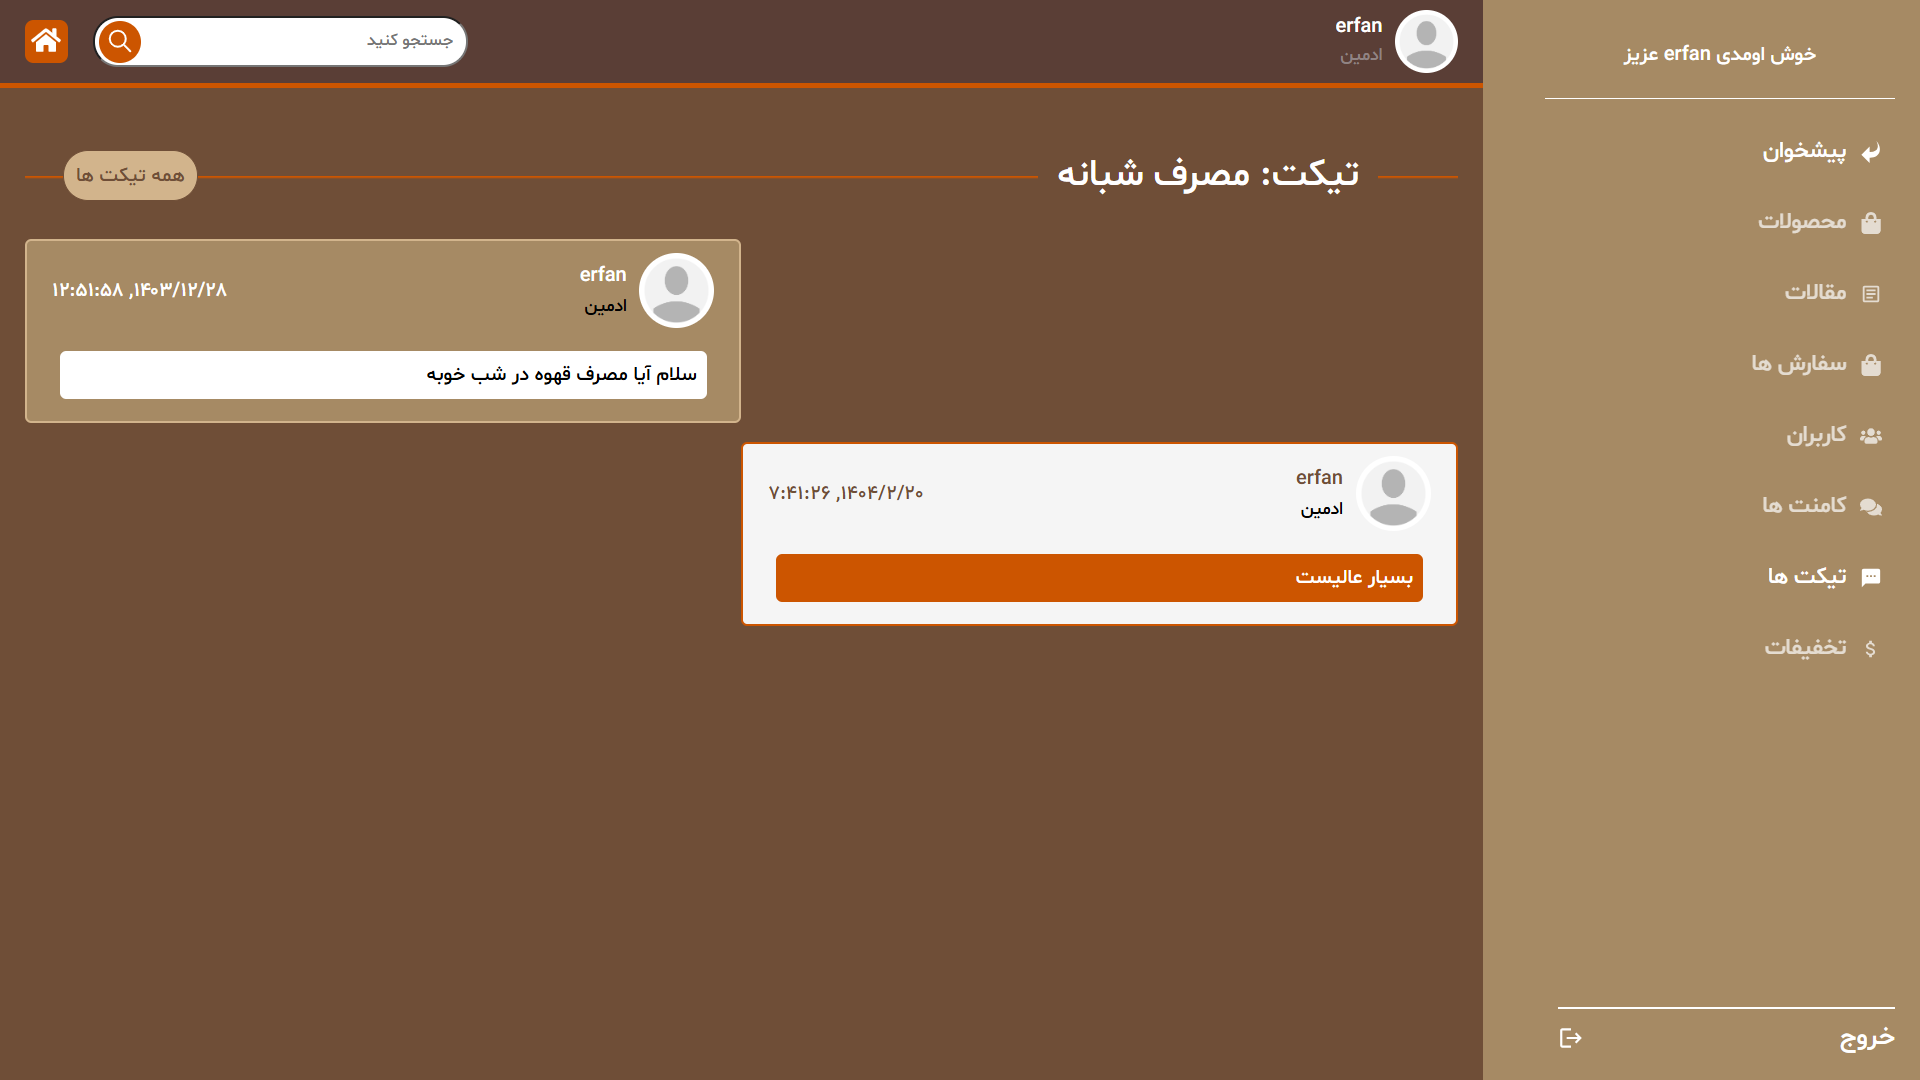 خوش اومدی erfan عزیز
پیشخوان
محصولات
مقالات
سفارش ها
کاربران
کامنت ها
تیکت ها
تخفیفات
خروج
erfan
ادمین
جستجو کنید
تیکت: مصرف شبانه
همه تیکت ها
erfan
ادمین
۱۴۰۳/۱۲/۲۸, ۱۲:۵۱:۵۸
سلام آیا مصرف قهوه در شب خوبه
erfan
ادمین
۱۴۰۴/۲/۲۰, ۷:۴۱:۲۶
بسیار عالیست